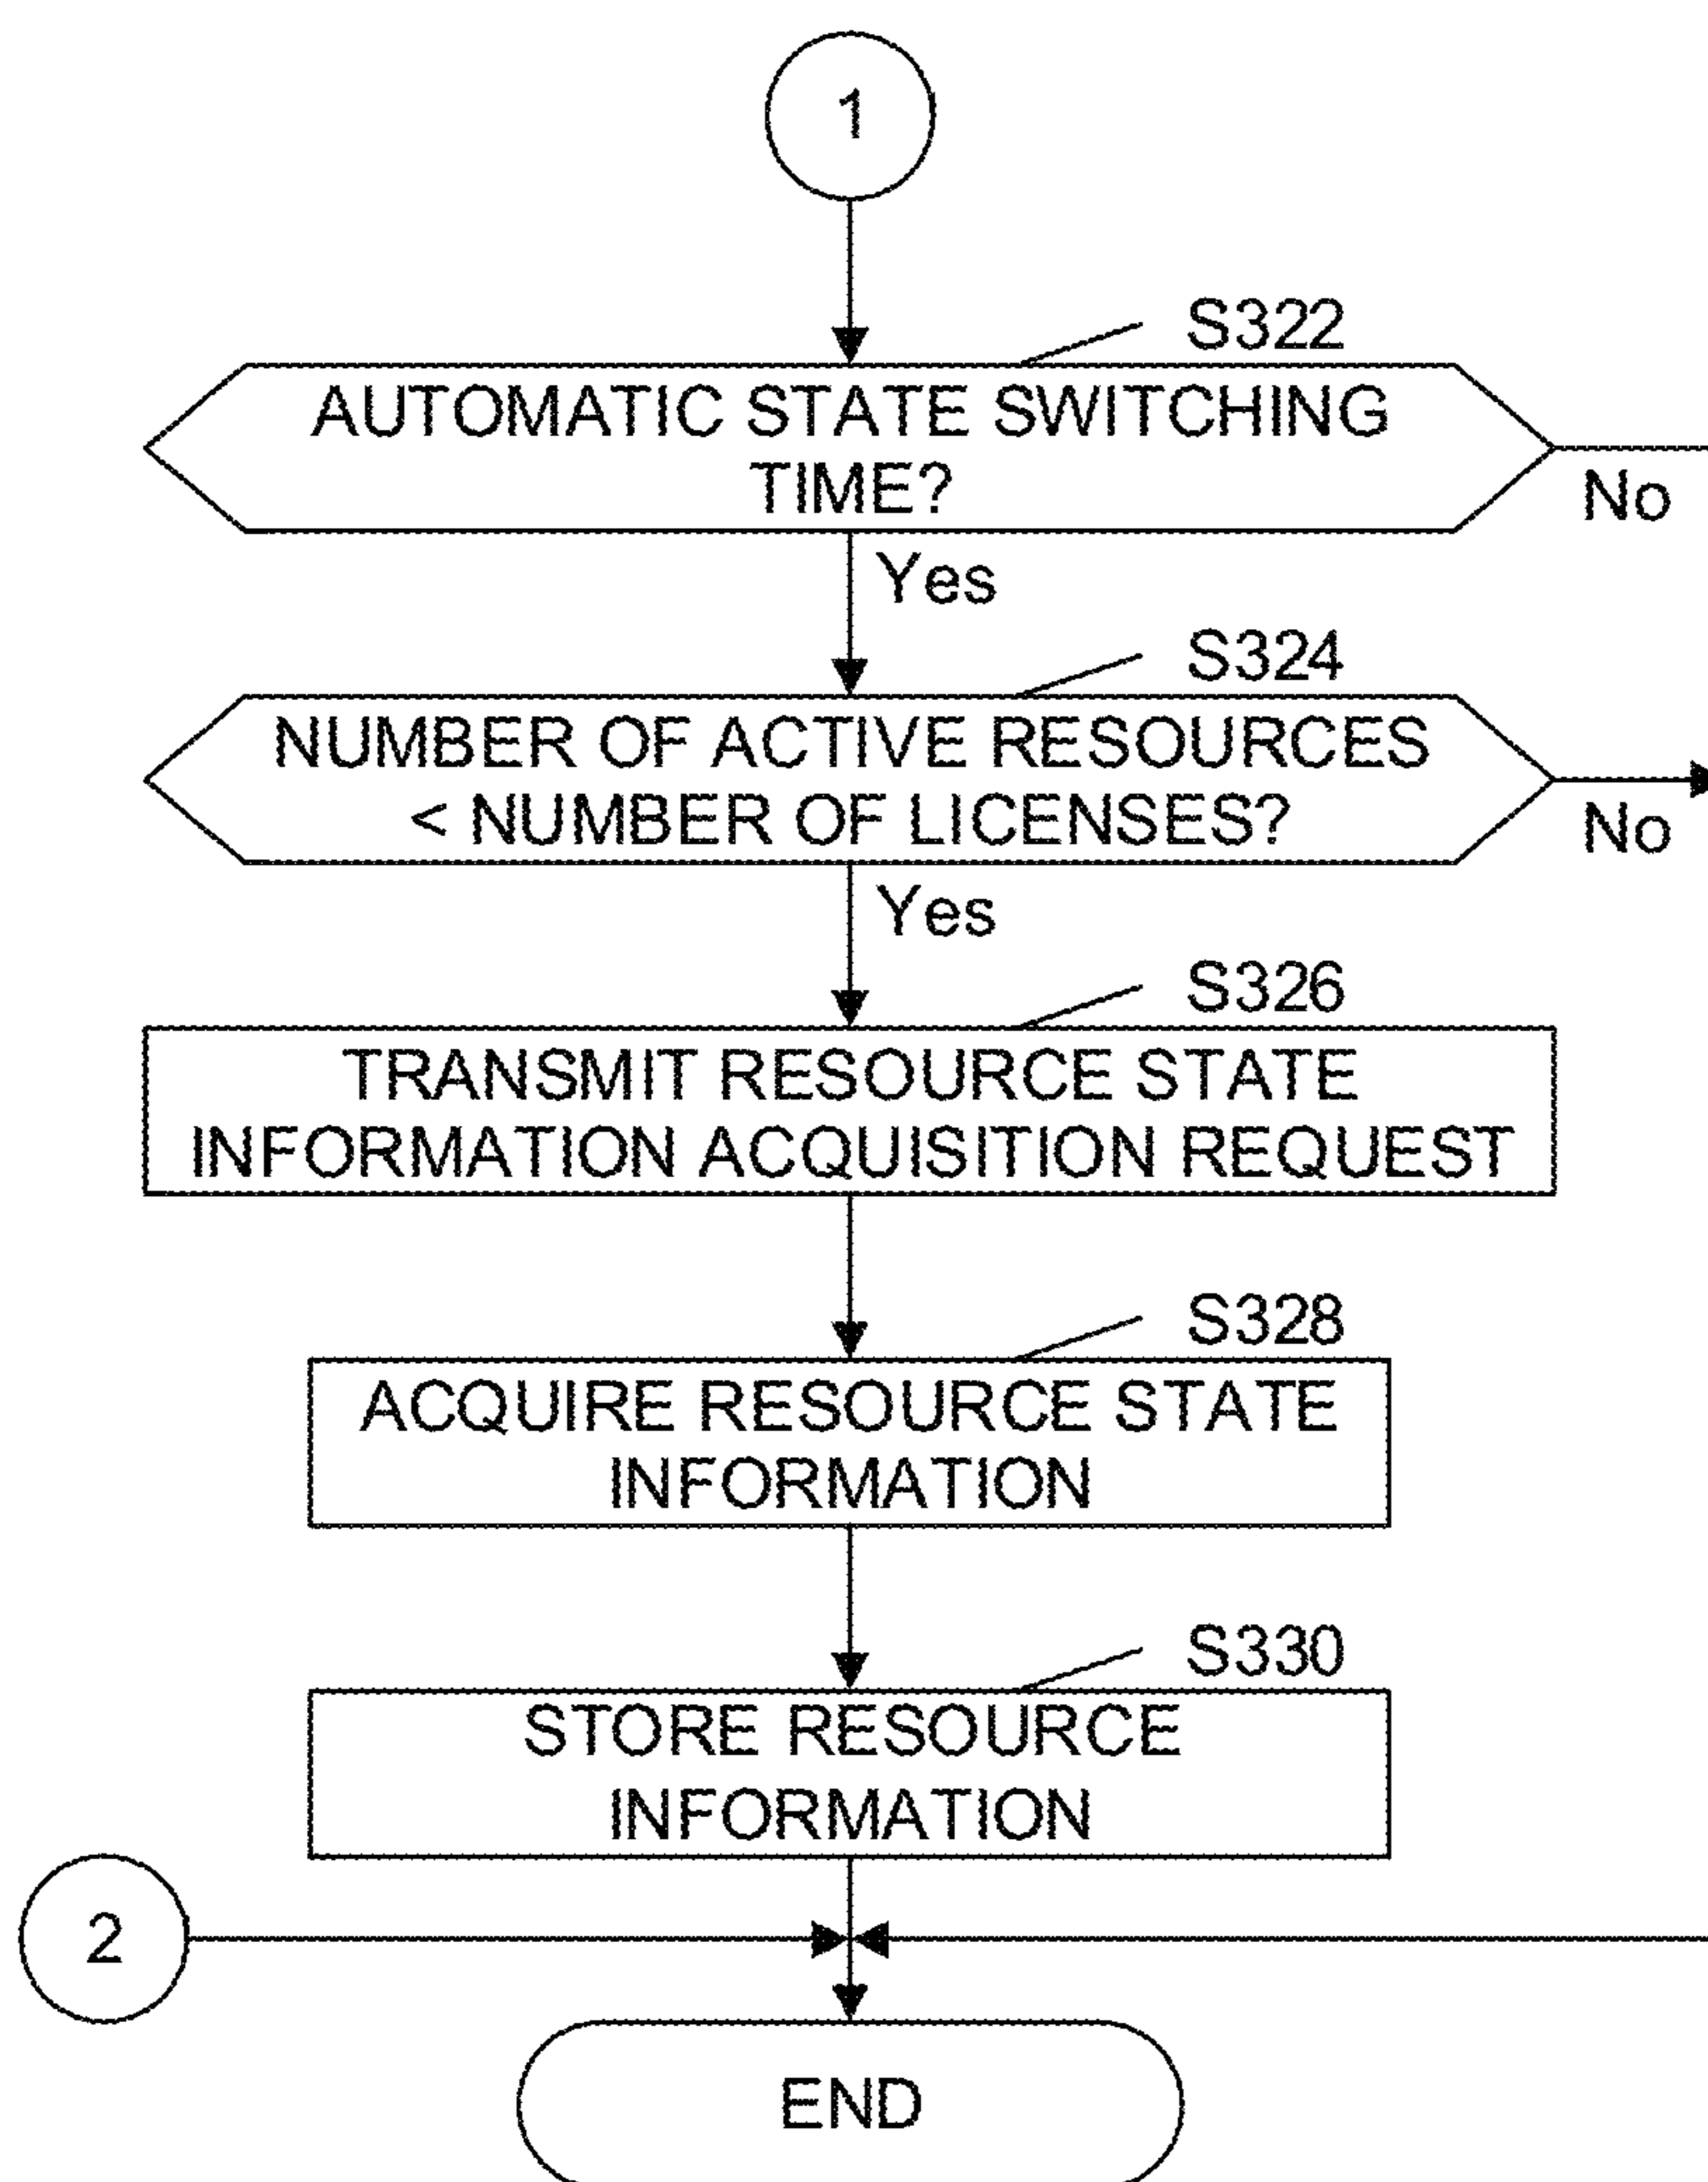 1
S322
AUTOMATIC STATE SWITCHING
TIME?
No
Yes
S324
NUMBER OF ACTIVE RESOURCES
< NUMBER OF LICENSES?
No
Yes
S326
TRANSMIT RESOURCE STATE
INFORMATION ACQUISITION REQUEST
S328
ACQUIRE RESOURCE STATE
INFORMATION
S330
STORE RESOURCE
INFORMATION
2
END